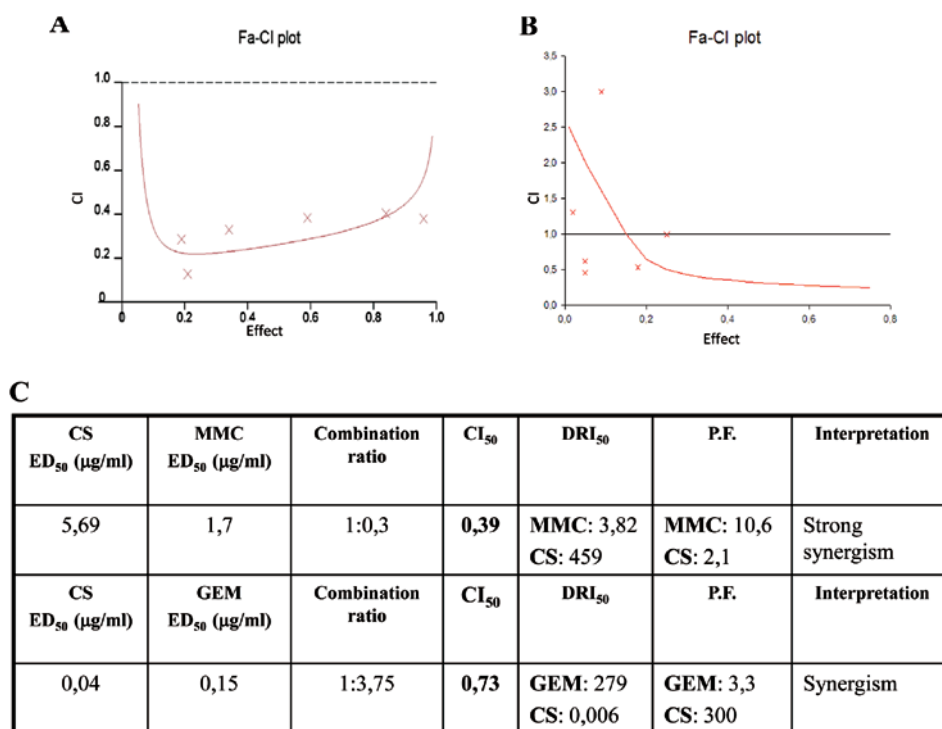 A
Fa-CI plot
1.0
0.8
0.6
0.4
0.2
0
CI
0
0.2
0.4
0.6
0.8
1.0
Effect
B
Fa-CI plot
3,5
3,0
2,5
2,0
1,5
1,0
0,5
0,0
CI
0,0
0,2
0,4
0,6
0,8
Effect
C
CS ED50 (µg/ml) MMC ED50 (µg/ml) Combination ratio CI50 DRI50 P.F. Interpretation
5,69 1,7 1:0,3 0,39 MMC: 3,82 MMC: 10,6 Strong
CS: 459 CS: 2,1 synergism
CS ED50 (µg/ml) GEM ED50 (µg/ml) Combination ratio CI50 DRI50 P.F. Interpretation
0,04 0,15 1:3,75 0,73 GEM: 279 GEM: 3,3 Synergism
CS: 0,006 CS: 300